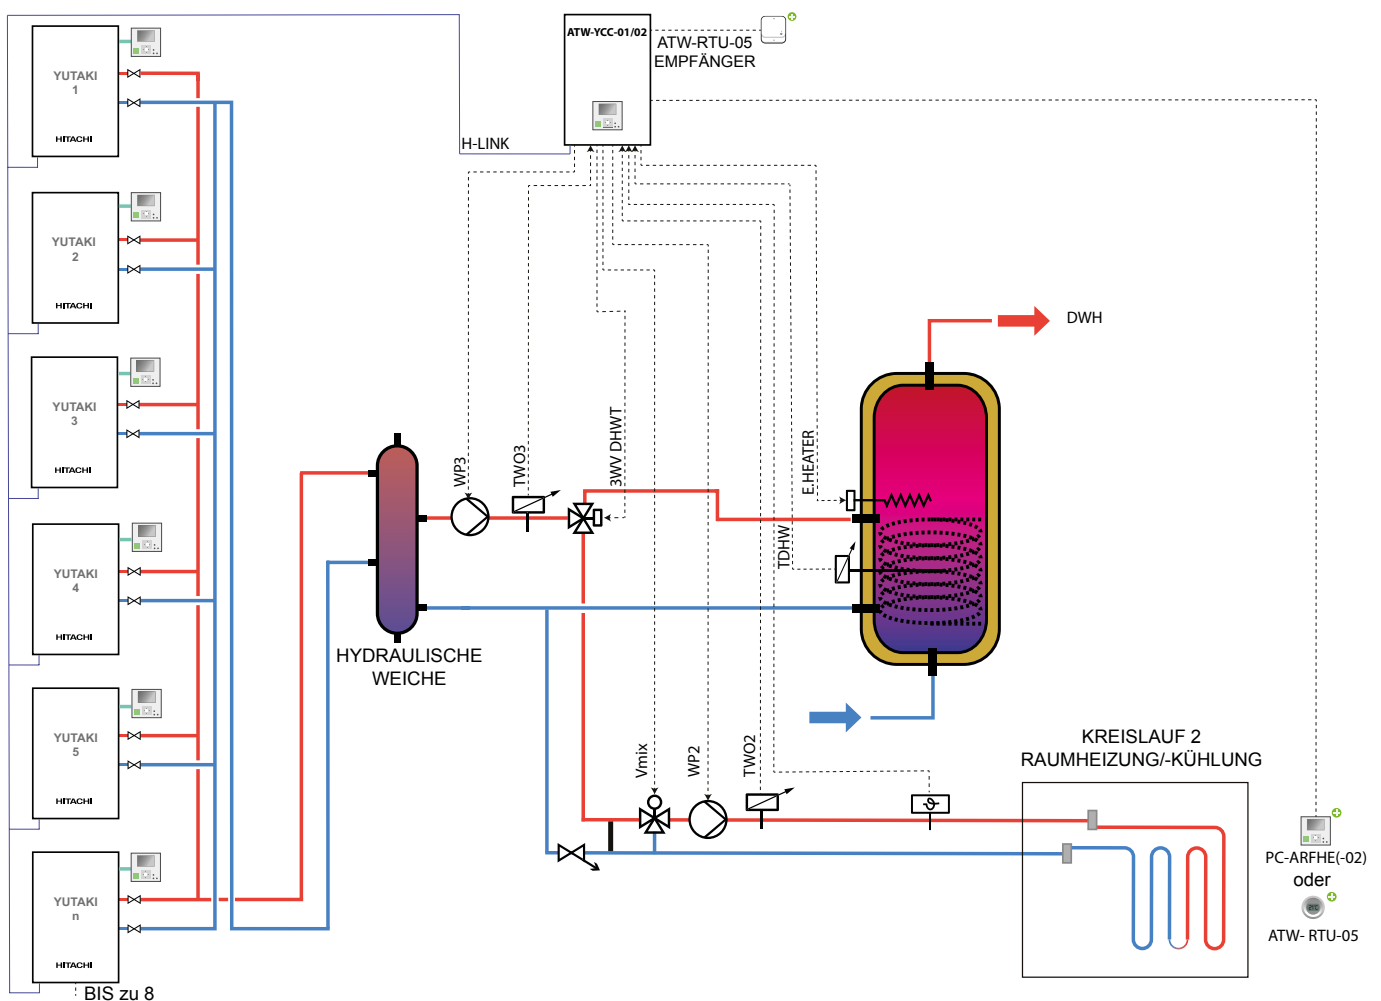 YUTAKI
1
HITACHI
YUTAKI
2
HITACHI
YUTAKI
3
HITACHI
YUTAKI
4
HITACHI
YUTAKI
5
HITACHI
YUTAKI
n
HITACHI
BIS zu 8
H-LINK
ATW-YCC-01/02
ATW-RTU-05
EMPFÄNGER
WP3
TWO3
3WV DHWT
E.HEATER
TDHW
DWH
HYDRAULISCHE
WEICHE
Vmix
WP2
TWO2
KREISLAUF 2
RAUMHEIZUNG/-KÜHLUNG
PC-ARFHE(-02)
oder
ATW- RTU-05